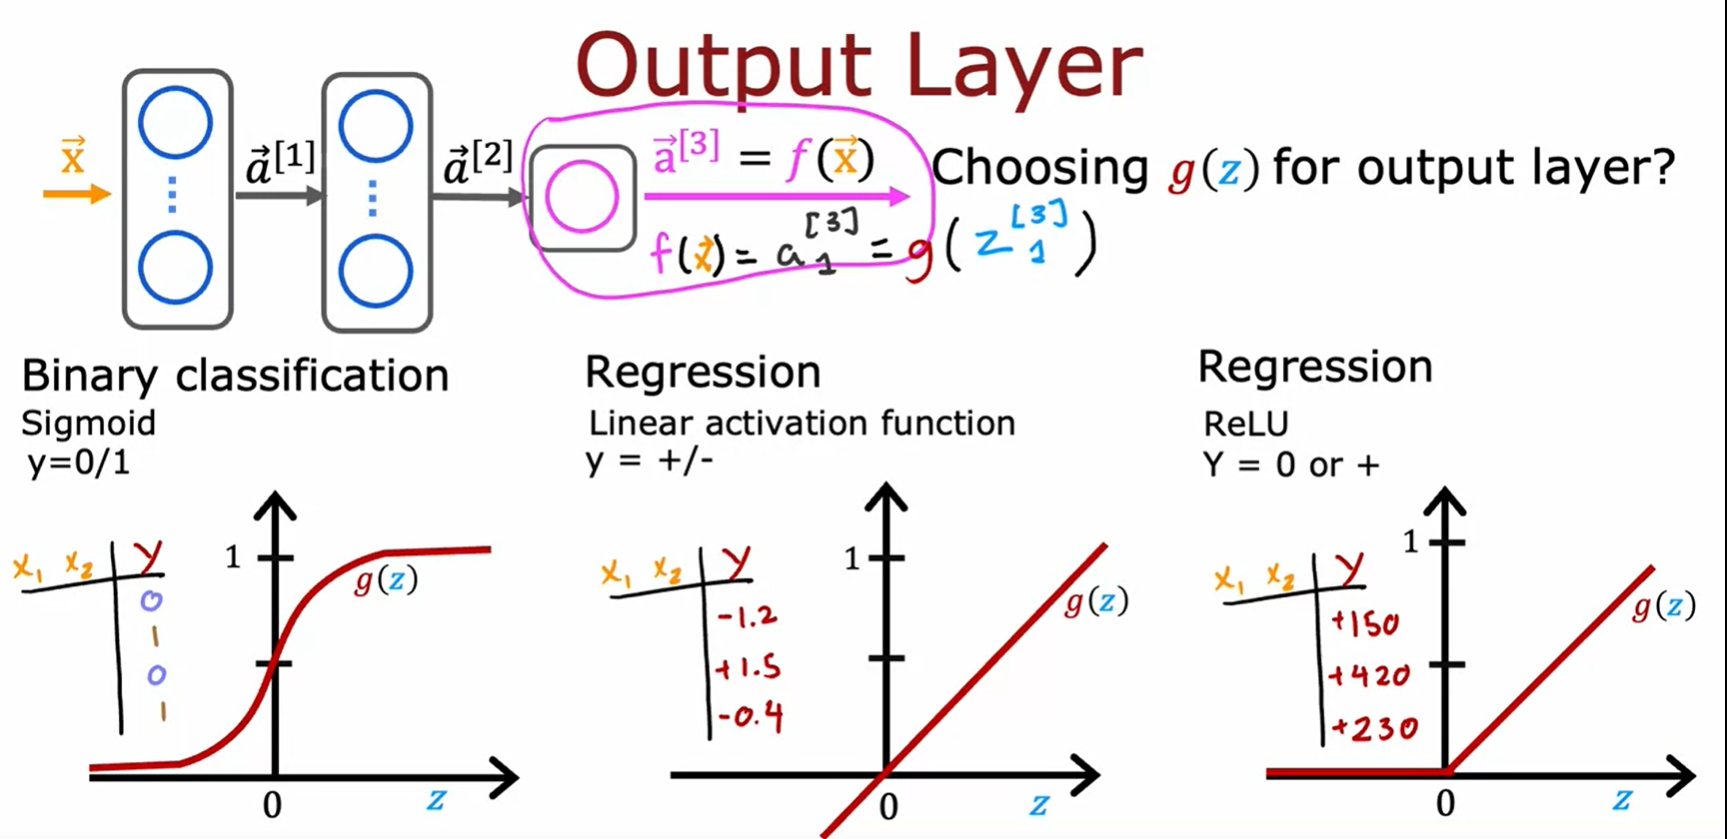 Output Layer
x⃗
a⃗[1]
a⃗[2]
a⃗[3] = f(x⃗)
Choosing g(z) for output layer?
f(x⃗) = a₁[3] = g(z₁[3])
Binary classification
Sigmoid
y=0/1
x₁ x₂ y
0
1
0
1
1
g(z)
0
z
Regression
Linear activation function
y = +/-
x₁ x₂ y
-1.2
+1.5
-0.4
1
g(z)
0
z
Regression
ReLU
Y = 0 or +
x₁ x₂ y
+150
+420
+230
1
g(z)
0
z